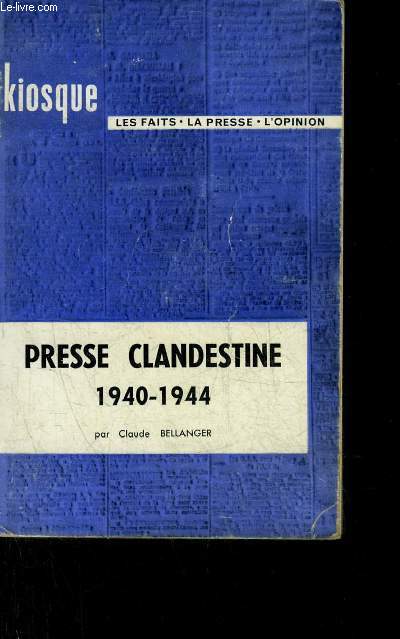 © Le-livre.com
kiosque
LES FAITS • LA PRESSE • L'OPINION
PRESSE CLANDESTINE
1940-1944
par Claude BELLANGER